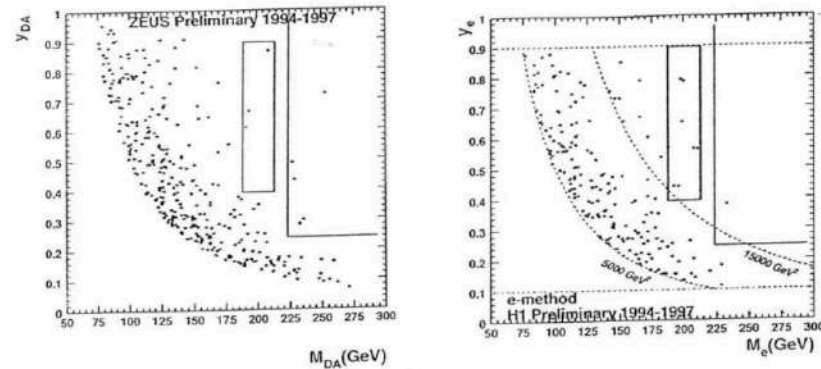 y_DA
ZEUS Preliminary 1994-1997
1
0.9
0.8
0.7
0.6
0.5
0.4
0.3
0.2
0.1
0
50 75 100 125 150 175 200 225 250 275 300
M_DA(GeV)
y_e
1
0.9
0.8
0.7
0.6
0.5
0.4
0.3
0.2
0.1
0
5000 GeV²
15000 GeV²
e-method
H1 Preliminary 1994-1997
50 75 100 125 150 175 200 225 250 275 300
M_e(GeV)